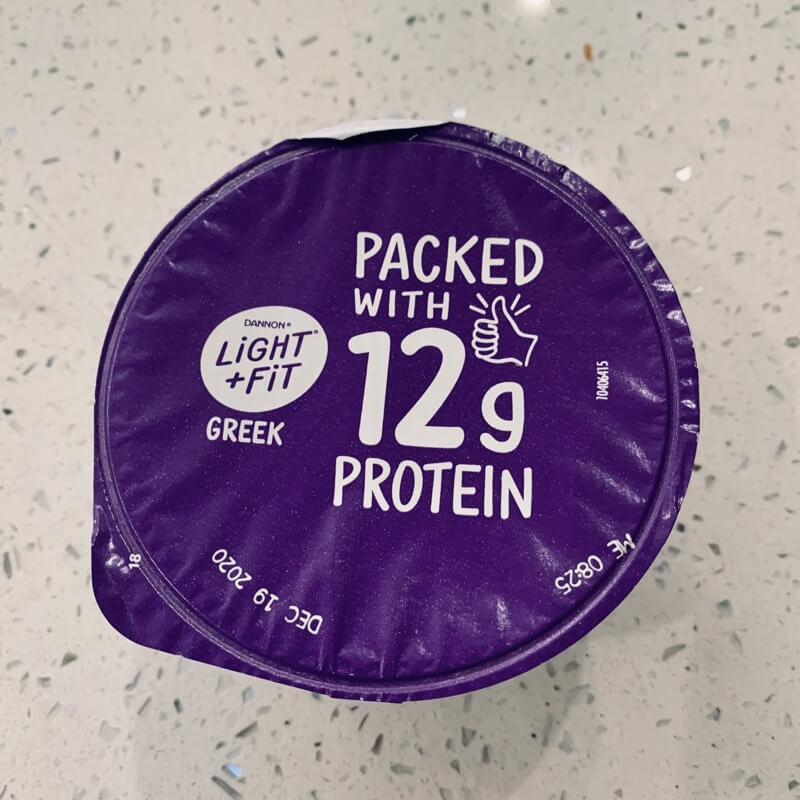 DANNON®
LiGHT®
+FiT
GREEK
PACKED
WITH
12g
PROTEIN
10406415
18
DEC 19 2020
ME 08:25